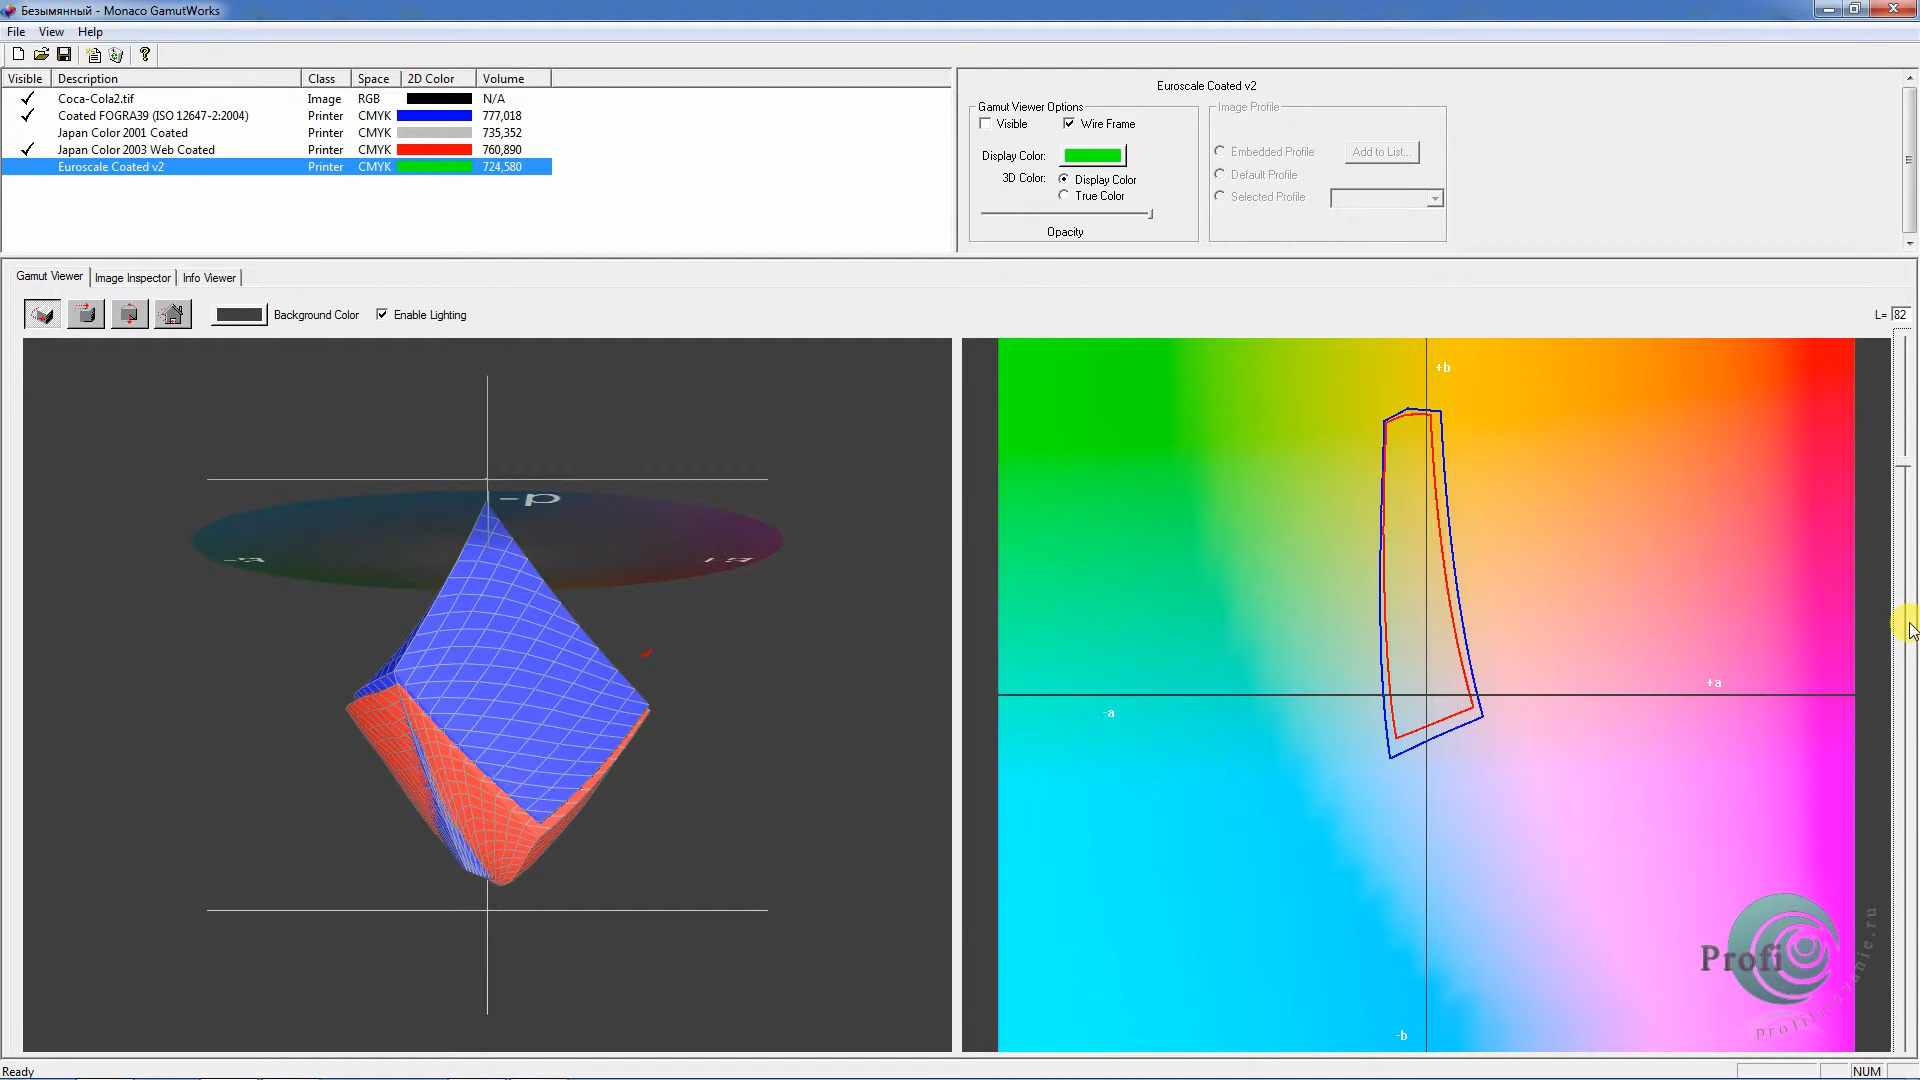 Безымянный - Monaco GamutWorks
File View Help
Visible Description Class Space 2D Color Volume
Coca-Cola2.tif Image RGB N/A
Coated FOGRA39 (ISO 12647-2:2004) Printer CMYK 777,018
Japan Color 2001 Coated Printer CMYK 735,352
Japan Color 2003 Web Coated Printer CMYK 760,890
Euroscale Coated v2 Printer CMYK 724,580
Euroscale Coated v2
Gamut Viewer Options
Visible Wire Frame
Display Color:
3D Color: Display Color
True Color
Opacity
Image Profile
Embedded Profile Add to List...
Default Profile
Selected Profile
Gamut Viewer Image Inspector Info Viewer
Background Color Enable Lighting
L= 82
-b
-a +a
+b
+a
-a
-b
Profi
ProfiRisovanie.ru
Ready
NUM